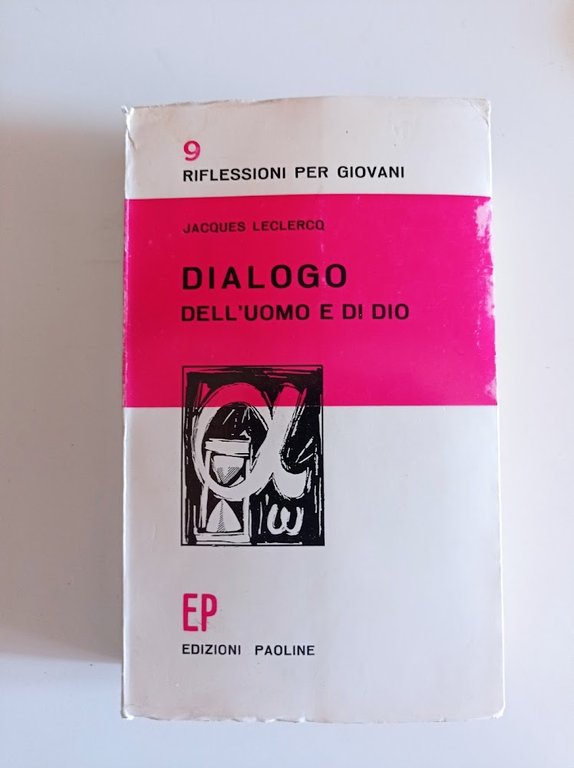 9
RIFLESSIONI PER GIOVANI
JACQUES LECLERCQ
DIALOGO
DELL'UOMO E DI DIO
α
ω
EP
EDIZIONI PAOLINE